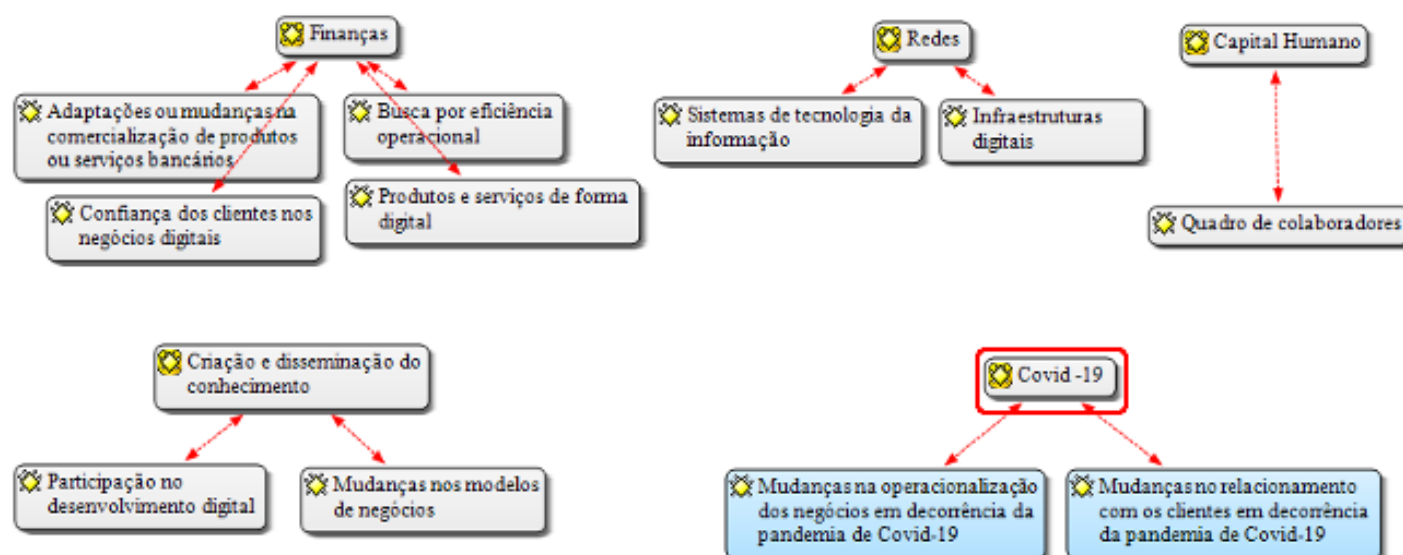 Finanças
Adaptações ou mudanças na
comercialização de produtos
ou serviços bancários
Busca por eficiência
operacional
Confiança dos clientes nos
negócios digitais
Produtos e serviços de forma
digital
Redes
Sistemas de tecnologia da
informação
Infraestruturas
digitais
Capital Humano
Quadro de colaboradores
Criação e disseminação do
conhecimento
Participação no
desenvolvimento digital
Mudanças nos modelos
de negócios
Covid -19
Mudanças na operacionalização
dos negócios em decorrência da
pandemia de Covid-19
Mudanças no relacionamento
com os clientes em decorrência
da pandemia de Covid-19